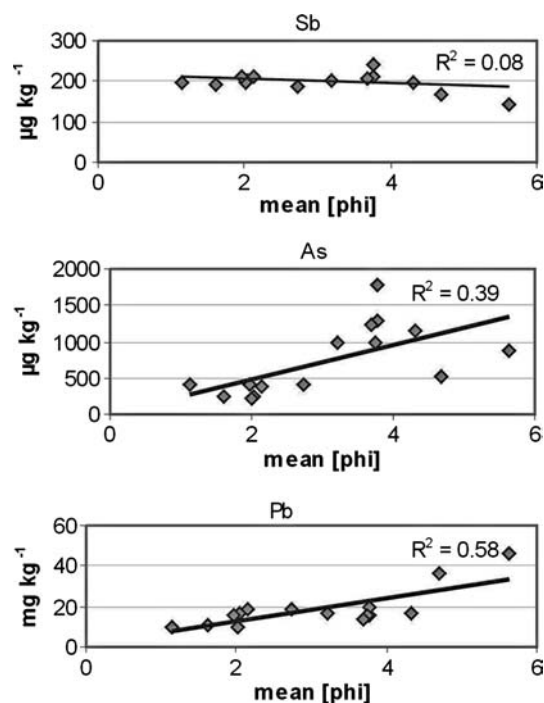 Sb
300
200
100
0
µg kg⁻¹
R² = 0.08
0 2 4 6
mean [phi]
As
2000
1500
1000
500
0
µg kg⁻¹
R² = 0.39
0 2 4 6
mean [phi]
Pb
60
40
20
0
mg kg⁻¹
R² = 0.58
0 2 4 6
mean [phi]